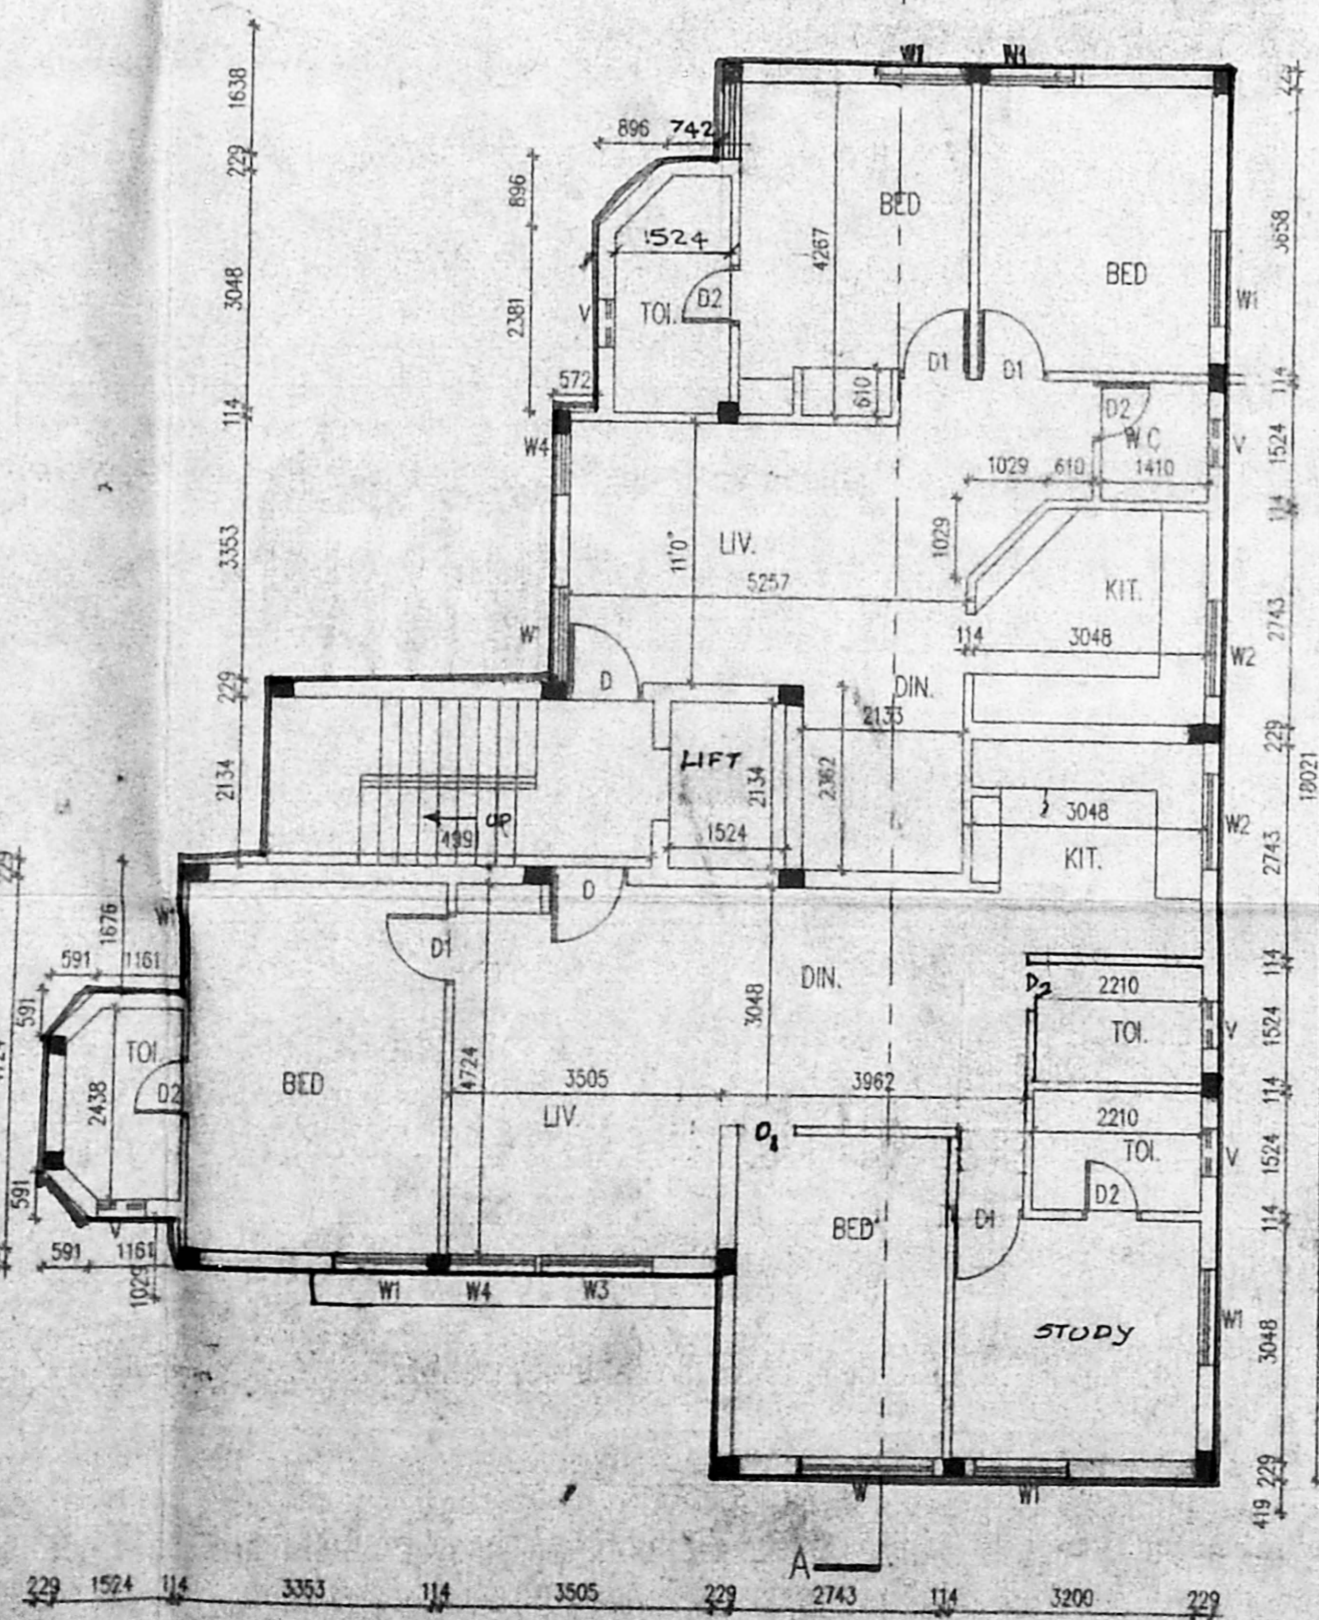 W1
1638
229
896 742
896
BED
3658
4267
1524
BED
3048
2381
V
TOI.
D2
W1
D1
D1
572
610
114
114
D2
W4
W.C
V
1524
1029
610
1410
114
1029
3353
11'0"
LIV.
5257
KIT.
2743
114
3048
W2
D
DIN.
229
2133
229
LIFT
2134
2134
2362
18021
UP
499
1524
3048
W2
KIT.
2743
D
1676
D1
591
1161
DIN.
114
D2
2210
591
3048
TOI.
V
1524
TOI.
BED
4724
3505
3962
D2
2438
114
LIV.
2210
TOI.
V
1524
591
D2
BED
D1
114
V
591
1161
1029
W1
W4
W3
STUDY
W1
3048
229
W
W1
419
A
229
1524
114
3353
114
3505
229
2743
114
3200
229